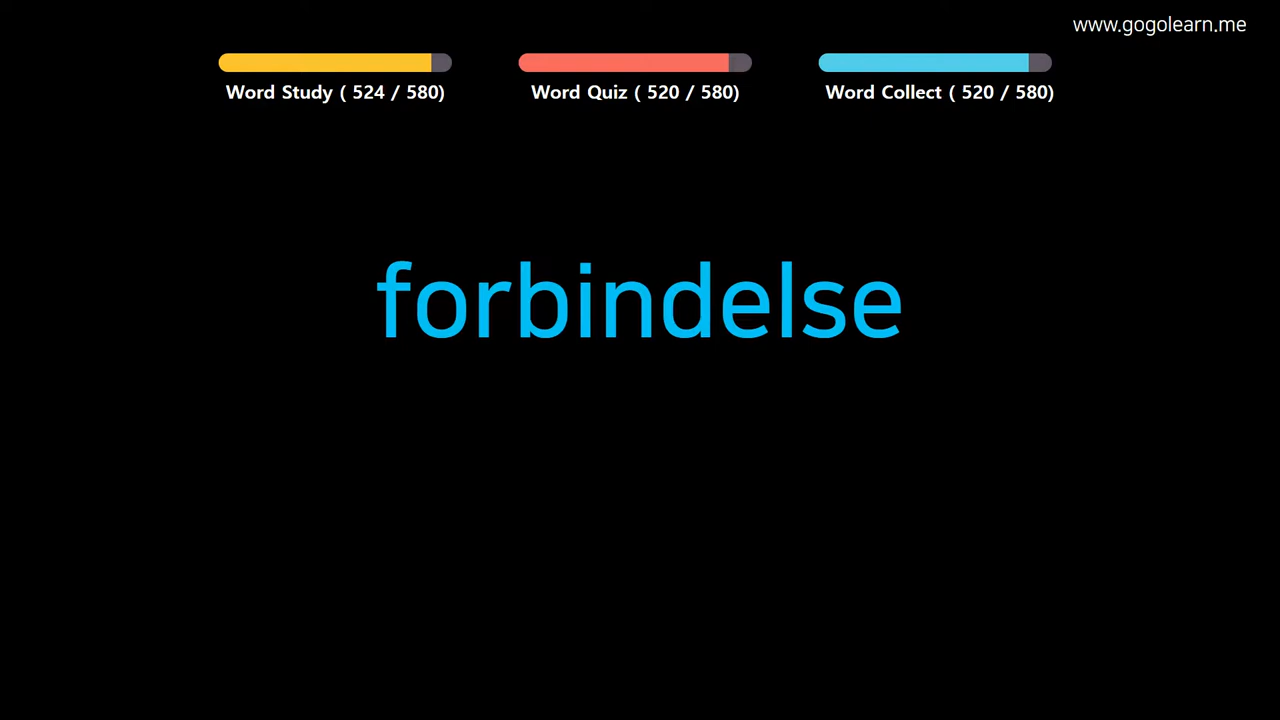 www.gogolearn.me
Word Study ( 524 / 580)
Word Quiz ( 520 / 580)
Word Collect ( 520 / 580)
forbindelse